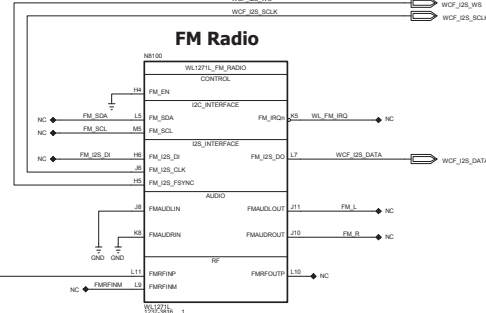 WCF_I2S_WS
WCF_I2S_SCLK
WCF_I2S_SCLK
FM Radio
N8100
WL1271L_FM_RADIO
CONTROL
H4 FM_EN
I2C_INTERFACE
NC FM_SDA L5 FM_SDA FM_IRQn K5 WL_FM_IRQ NC
NC FM_SCL M5 FM_SCL
I2S_INTERFACE
NC FM_I2S_DI H6 FM_I2S_DI FM_I2S_DO L7 WCF_I2S_DATA WCF_I2S_DATA
J6 FM_I2S_CLK
H5 FM_I2S_FSYNC
AUDIO
J8 FMAUDLIN FMAUDLOUT J11 FM_L NC
K8 FMAUDRIN FMAUDROUT J10 FM_R NC
GND GND
RF
L11 FMRFINP FMRFOUTP L10 NC
NC FMRFINM L9 FMRFINM
WL1271L